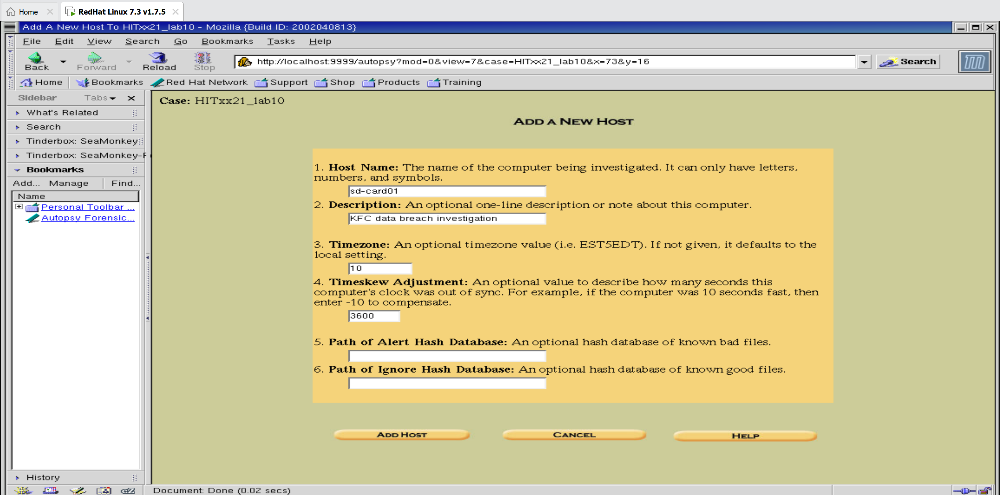 Home
RedHat Linux 7.3 v1.7.5
Add A New Host To HITxx21_lab10 - Mozilla {Build ID: 2002040813}
File Edit View Search Go Bookmarks Tasks Help
Back Forward Reload Stop
http://localhost:9999/autopsy?mod=0&view=7&case=HITxx21_lab10&x=73&y=16
Search
Home Bookmarks Red Hat Network Support Shop Products Training
Sidebar Tabs
What's Related
Search
Tinderbox: SeaMonkey
Tinderbox: SeaMonkey-
Bookmarks
Add... Manage Find...
Name
Personal Toolbar ...
Autopsy Forensic...
History
Case: HITxx21_lab10
ADD A NEW HOST
1. Host Name: The name of the computer being investigated. It can only have letters,
numbers, and symbols.
sd-card01
2. Description: An optional one-line description or note about this computer.
KFC data breach investigation
3. Timezone: An optional timezone value (i.e. EST5EDT). If not given, it defaults to the
local setting.
10
4. Timeskew Adjustment: An optional value to describe how many seconds this
computer's clock was out of sync. For example, if the computer was 10 seconds fast, then
enter -10 to compensate.
3600
5. Path of Alert Hash Database: An optional hash database of known bad files.
6. Path of Ignore Hash Database: An optional hash database of known good files.
ADD HOST CANCEL HELP
Document: Done (0.02 secs)